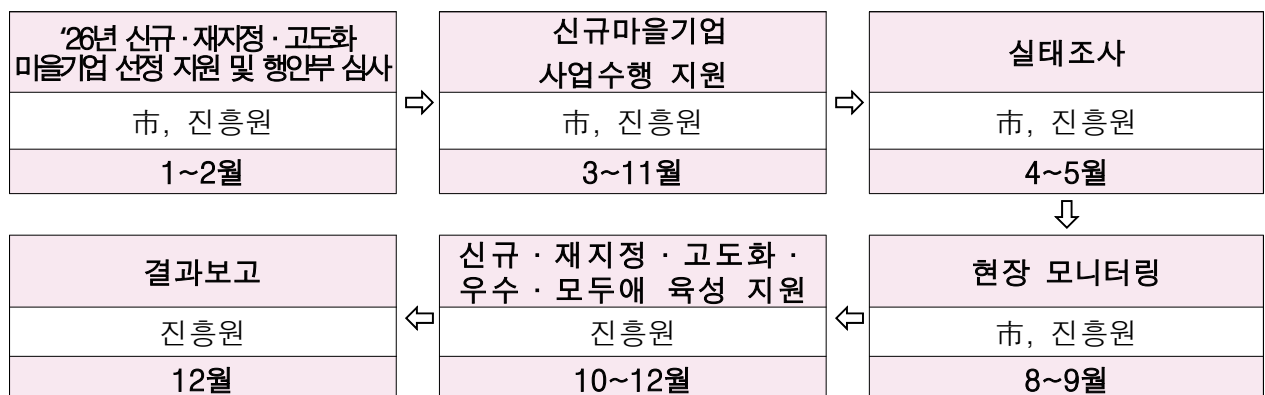 ‘26년 신규·재지정·고도화
마을기업 선정 지원 및 행안부 심사
市, 진흥원
1~2월
신규마을기업
사업수행 지원
市, 진흥원
3~11월
실태조사
市, 진흥원
4~5월
현장 모니터링
市, 진흥원
8~9월
신규·재지정·고도화·
우수·모두애 육성 지원
진흥원
10~12월
결과보고
진흥원
12월